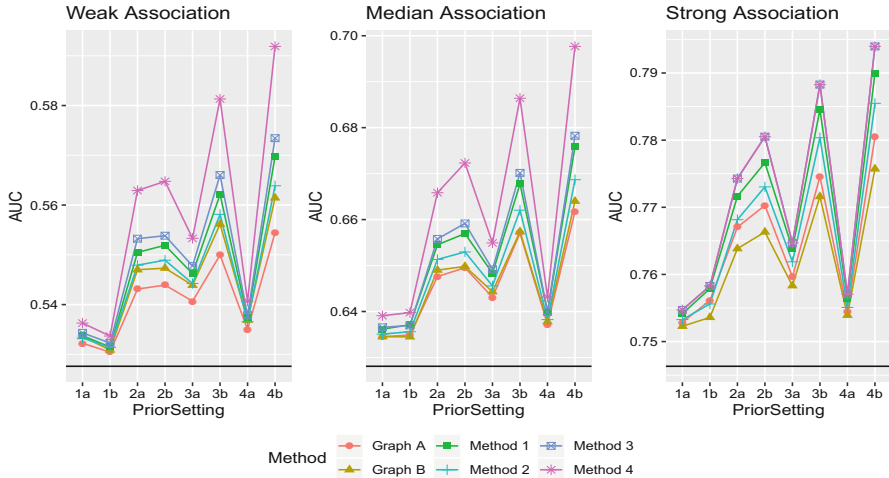 Weak Association
Median Association
Strong Association
AUC
0.58
0.56
0.54
1a 1b 2a 2b 3a 3b 4a 4b
PriorSetting
AUC
0.70
0.68
0.66
0.64
1a 1b 2a 2b 3a 3b 4a 4b
PriorSetting
AUC
0.79
0.78
0.77
0.76
0.75
1a 1b 2a 2b 3a 3b 4a 4b
PriorSetting
Method
Graph A Method 1 Method 3
Graph B Method 2 Method 4